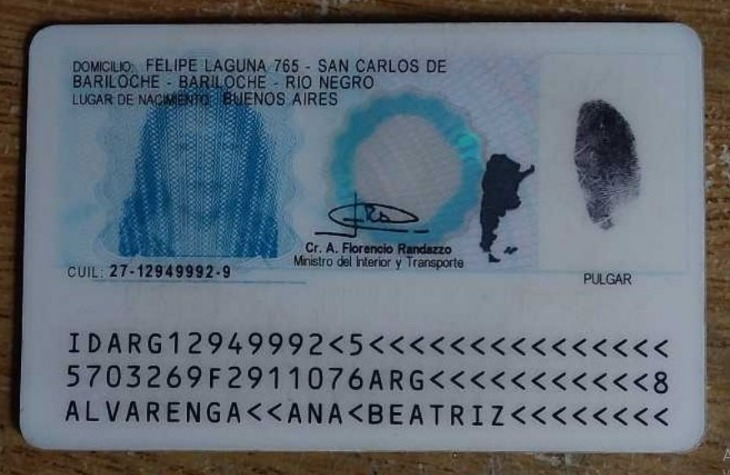 DOMICILIO: FELIPE LAGUNA 765 - SAN CARLOS DE
BARILOCHE - BARILOCHE - RIO NEGRO
LUGAR DE NACIMIENTO: BUENOS AIRES
Cr. A. Florencio Randazzo
Ministro del Interior y Transporte
CUIL: 27-12949992-9
PULGAR
IDARG12949992<5<<<<<<<<<<<<<<<
5703269F2911076ARG<<<<<<<<<<<8
ALVARENGA<<ANA<BEATRIZ<<<<<<<<